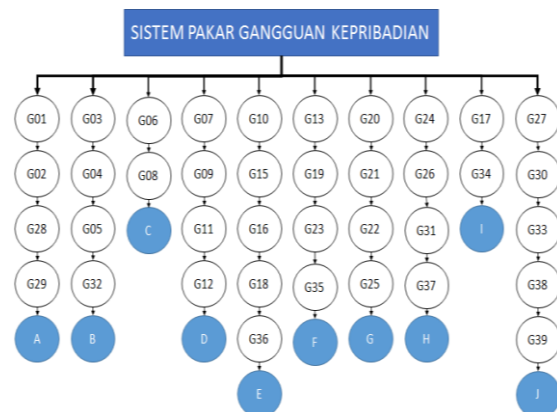 SISTEM PAKAR GANGGUAN KEPRIBADIAN
G01 G03 G06 G07 G10 G13 G20 G24 G17 G27
G02 G04 G08 G09 G15 G19 G21 G26 G34 G30
G28 G05 C G11 G16 G23 G22 G31 I G33
G29 G32 G12 G18 G35 G25 G37 G38
A B D G36 F G H G39
E J